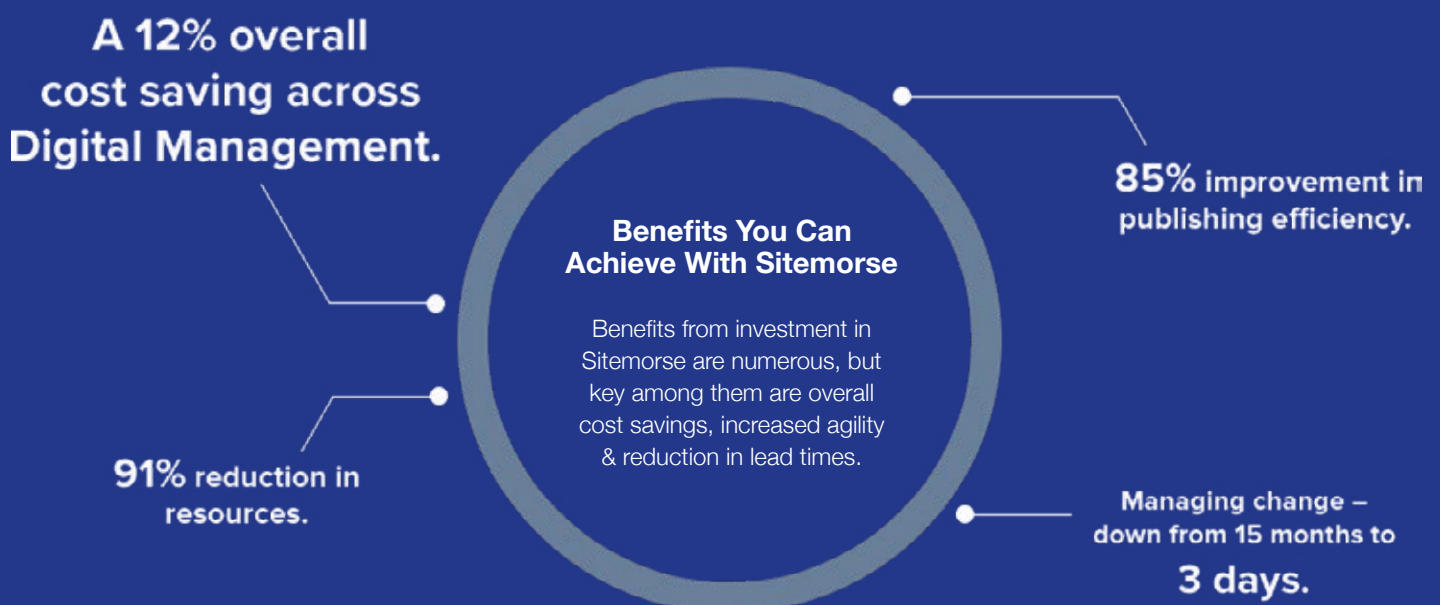 A 12% overall
cost saving across
Digital Management.
85% improvement in
publishing efficiency.
Benefits You Can
Achieve With Sitemorse
Benefits from investment in
Sitemorse are numerous, but
key among them are overall
cost savings, increased agility
& reduction in lead times.
91% reduction in
resources.
Managing change –
down from 15 months to
3 days.